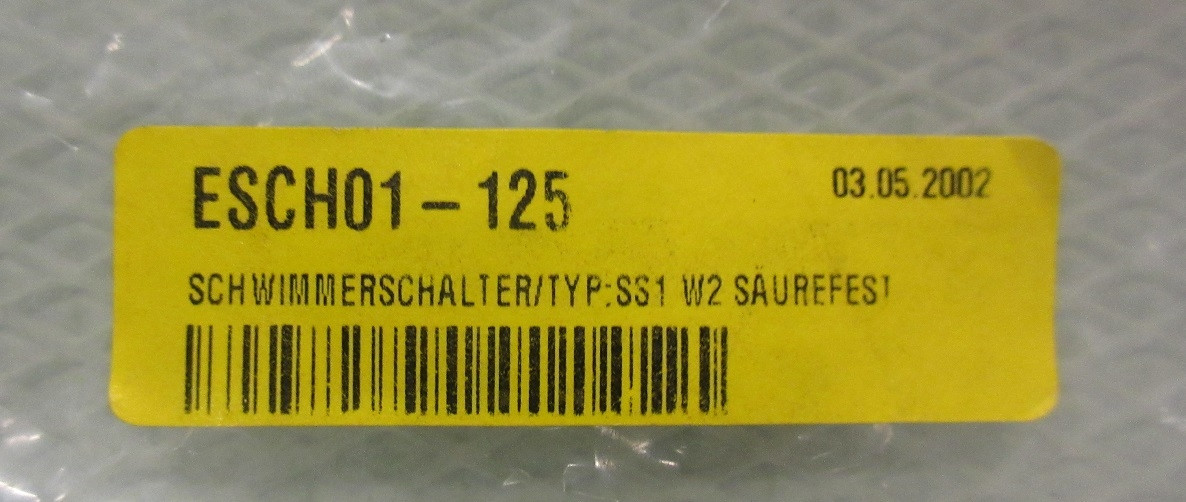 ESCH01-125 03.05.2002
SCHWIMMERSCHALTER/TYP:SS1 W2 SÄUREFEST